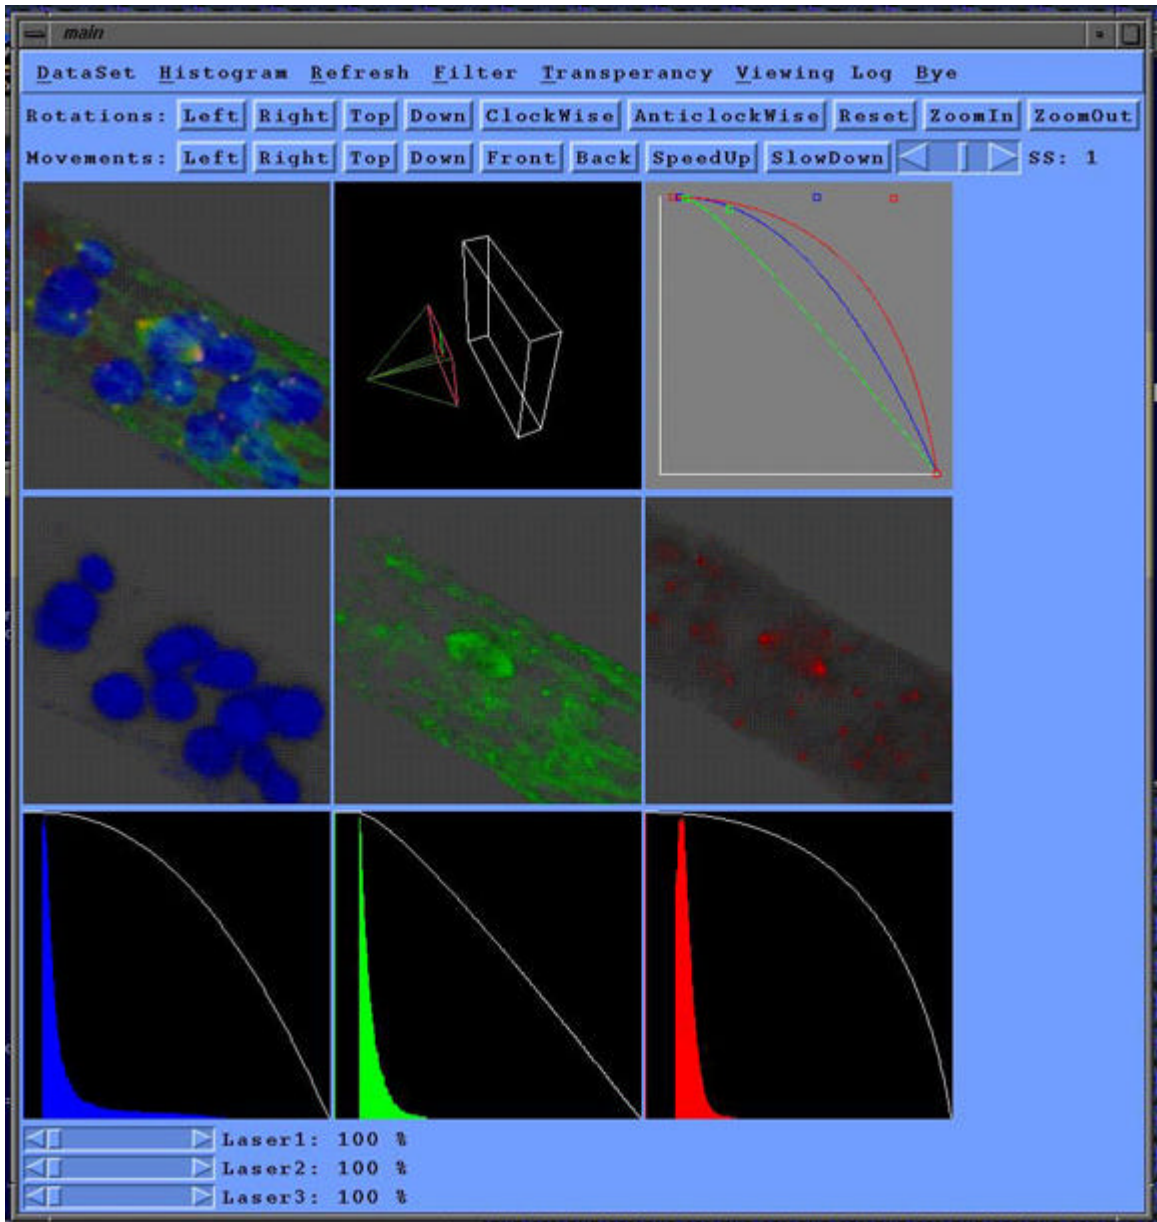 main
DataSet Histogram Refresh Filter Transperancy Viewing Log Bye
Rotations: Left Right Top Down ClockWise AnticlockWise Reset ZoomIn ZoomOut
Movements: Left Right Top Down Front Back SpeedUp SlowDown SS: 1
Laser1: 100 %
Laser2: 100 %
Laser3: 100 %